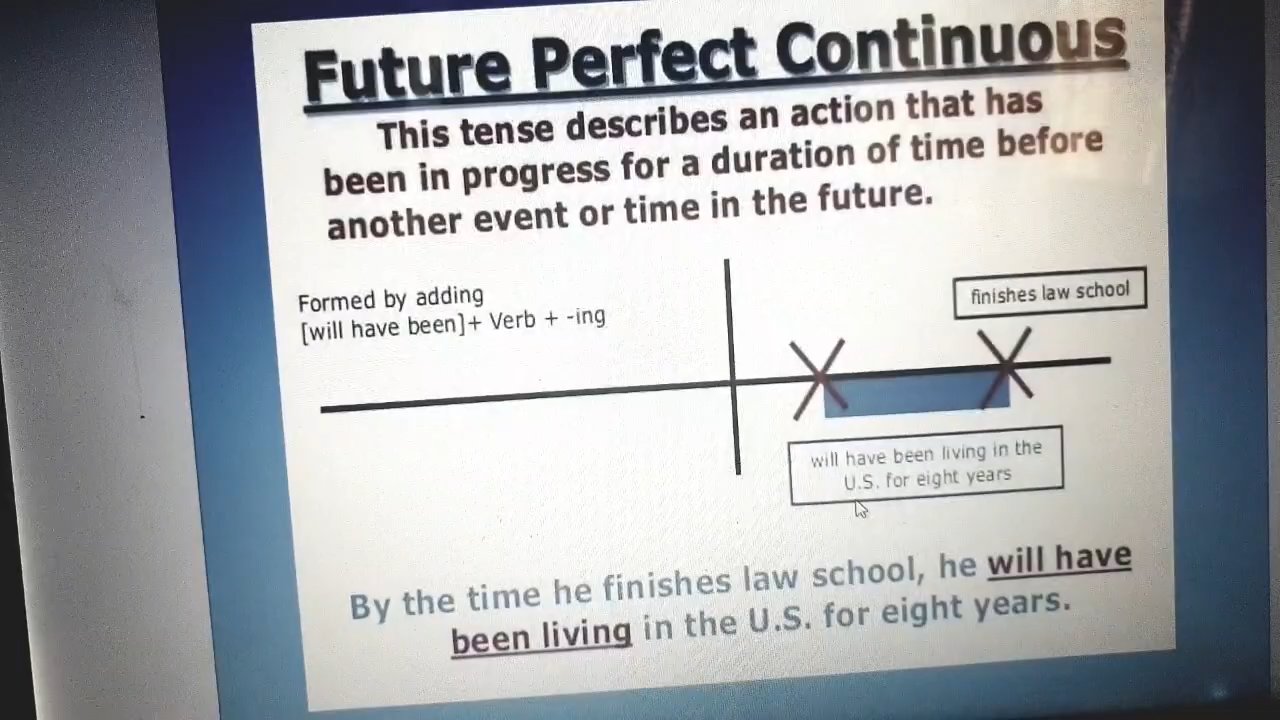 Future Perfect Continuous
This tense describes an action that has
been in progress for a duration of time before
another event or time in the future.
Formed by adding
[will have been]+ Verb + -ing
finishes law school
will have been living in the
U.S. for eight years
By the time he finishes law school, he will have
been living in the U.S. for eight years.